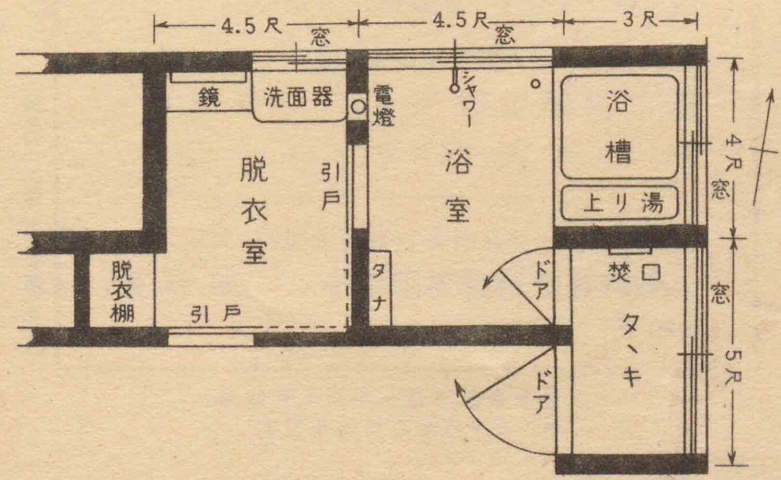 4.5尺
4.5尺
3尺
窓
窓
鏡
洗面器
電燈
シャワー
浴槽
上り湯
4尺
窓
脱衣室
引戸
浴室
脱衣棚
引戸
タナ
ドア
焚口
タヽキ
窓
5尺
ドア